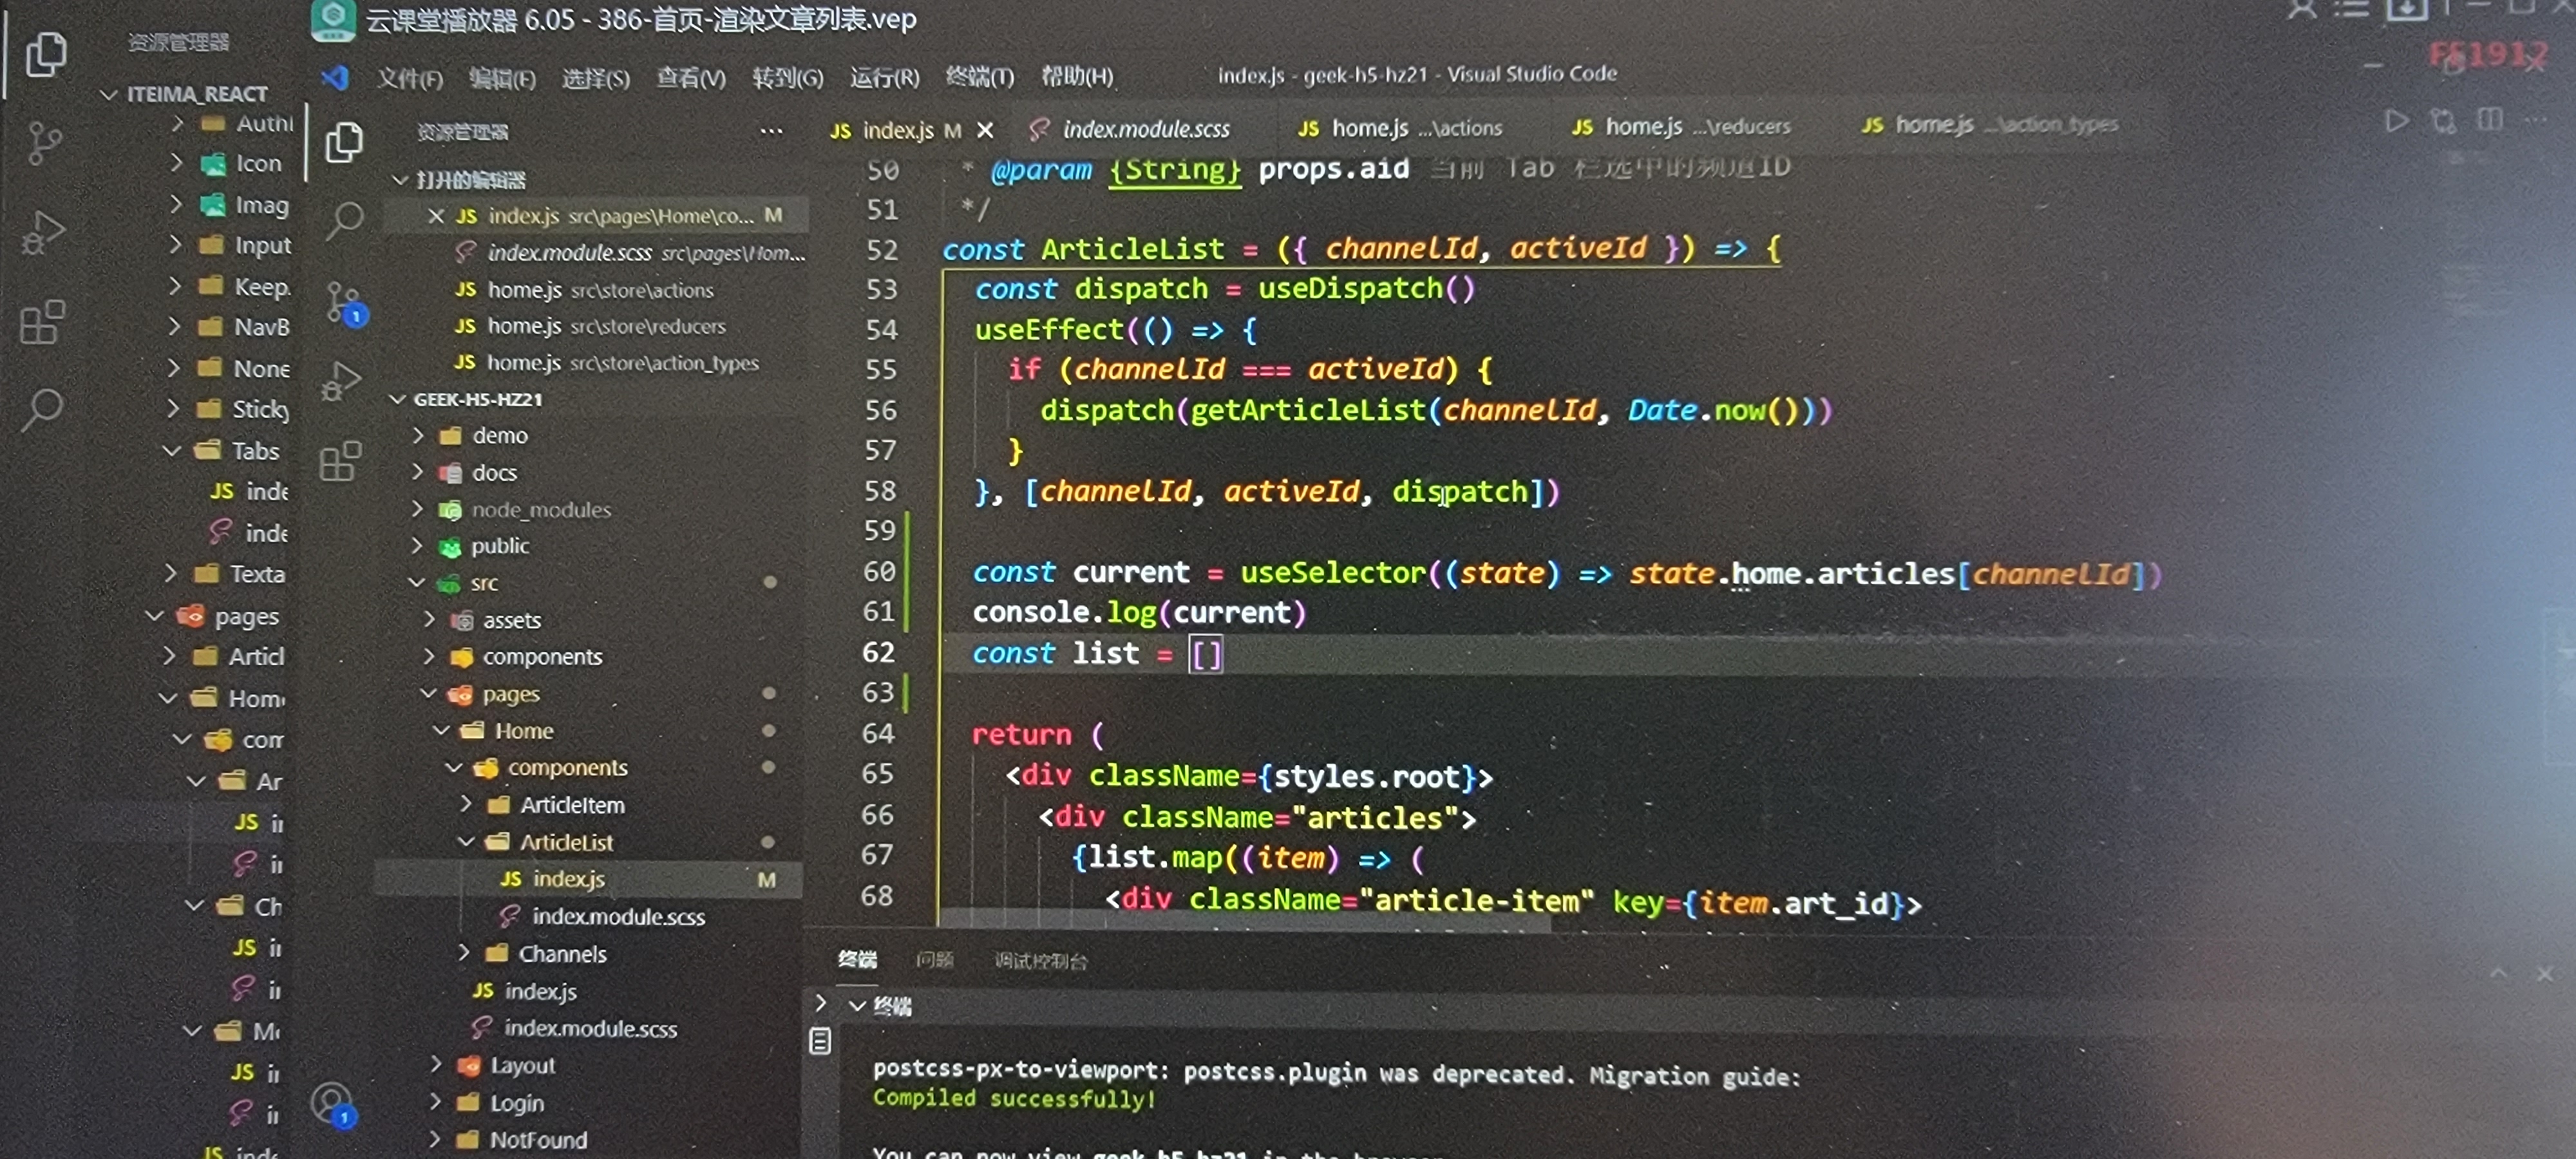 云课堂播放器 6.05 - 386-首页-渲染文章列表.vep
FF1912
资源管理器
ITEIMA_REACT
Authl
Icon
Imag
Input
Keep.
NavB
None
Sticky
Tabs
JS inde
inde
Texta
pages
Articl
Home
com
Ar
JS in
in
Ch
JS in
in
Mo
JS in
in
JS inde
文件(F) 编辑(E) 选择(S) 查看(V) 转到(G) 运行(R) 终端(T) 帮助(H)
index.js - geek-h5-hz21 - Visual Studio Code
资源管理器 ...
打开的编辑器
JS index.js src\pages\Home\co... M
index.module.scss src\pages\Hom...
JS home.js src\store\actions
JS home.js src\store\reducers
JS home.js src\store\action_types
GEEK-H5-HZ21
demo
docs
node_modules
public
src
assets
components
pages
Home
components
ArticleItem
ArticleList
JS index.js M
index.module.scss
Channels
JS index.js
index.module.scss
Layout
Login
NotFound
1
1
JS index.js M
index.module.scss
JS home.js ...\actions
JS home.js ...\reducers
JS home.js ...\action_types
50 * @param {String} props.aid 当前 Tab 栏选中的频道ID
51 */
52 const ArticleList = ({ channelId, activeId }) => {
53 const dispatch = useDispatch()
54 useEffect(() => {
55 if (channelId === activeId) {
56 dispatch(getArticleList(channelId, Date.now()))
57 }
58 }, [channelId, activeId, dispatch])
59
60 const current = useSelector((state) => state.home.articles[channelId])
61 console.log(current)
62 const list = []
63
64 return (
65 <div className={styles.root}>
66 <div className="articles">
67 {list.map((item) => (
68 <div className="article-item" key={item.art_id}>
终端 问题 调试控制台
终端
postcss-px-to-viewport: postcss.plugin was deprecated. Migration guide:
Compiled successfully!
You can now view geek-h5-hz21 in the browser.